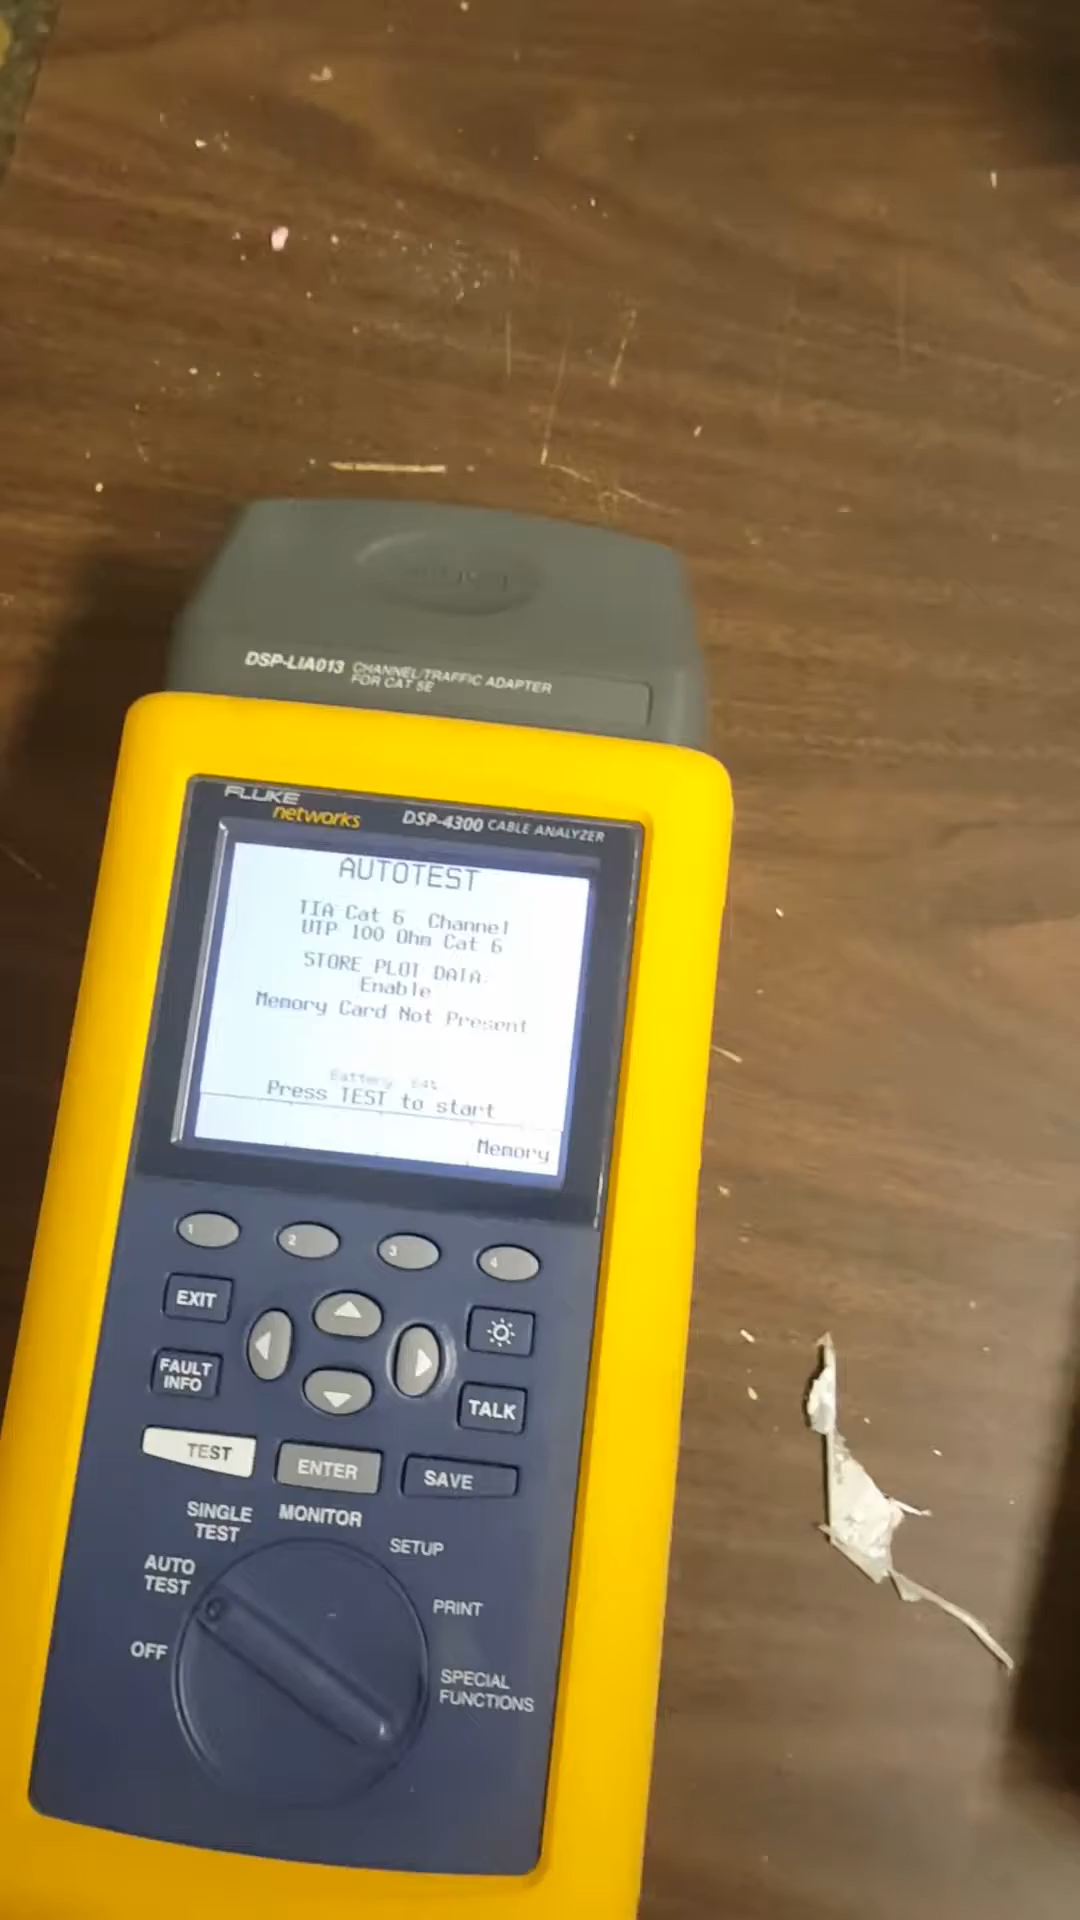 DSP-LIA013 CHANNEL/TRAFFIC ADAPTER
FOR CAT 5E
FLUKE
networks
DSP-4300 CABLE ANALYZER
AUTOTEST
TIA Cat 6 Channel
UTP 100 Ohm Cat 6
STORE PLOT DATA:
Enable
Memory Card Not Present
Battery
Press TEST to start
Memory
1
2
3
4
EXIT
FAULT
INFO
TALK
TEST
ENTER
SAVE
SINGLE
TEST
MONITOR
SETUP
AUTO
TEST
PRINT
OFF
SPECIAL
FUNCTIONS